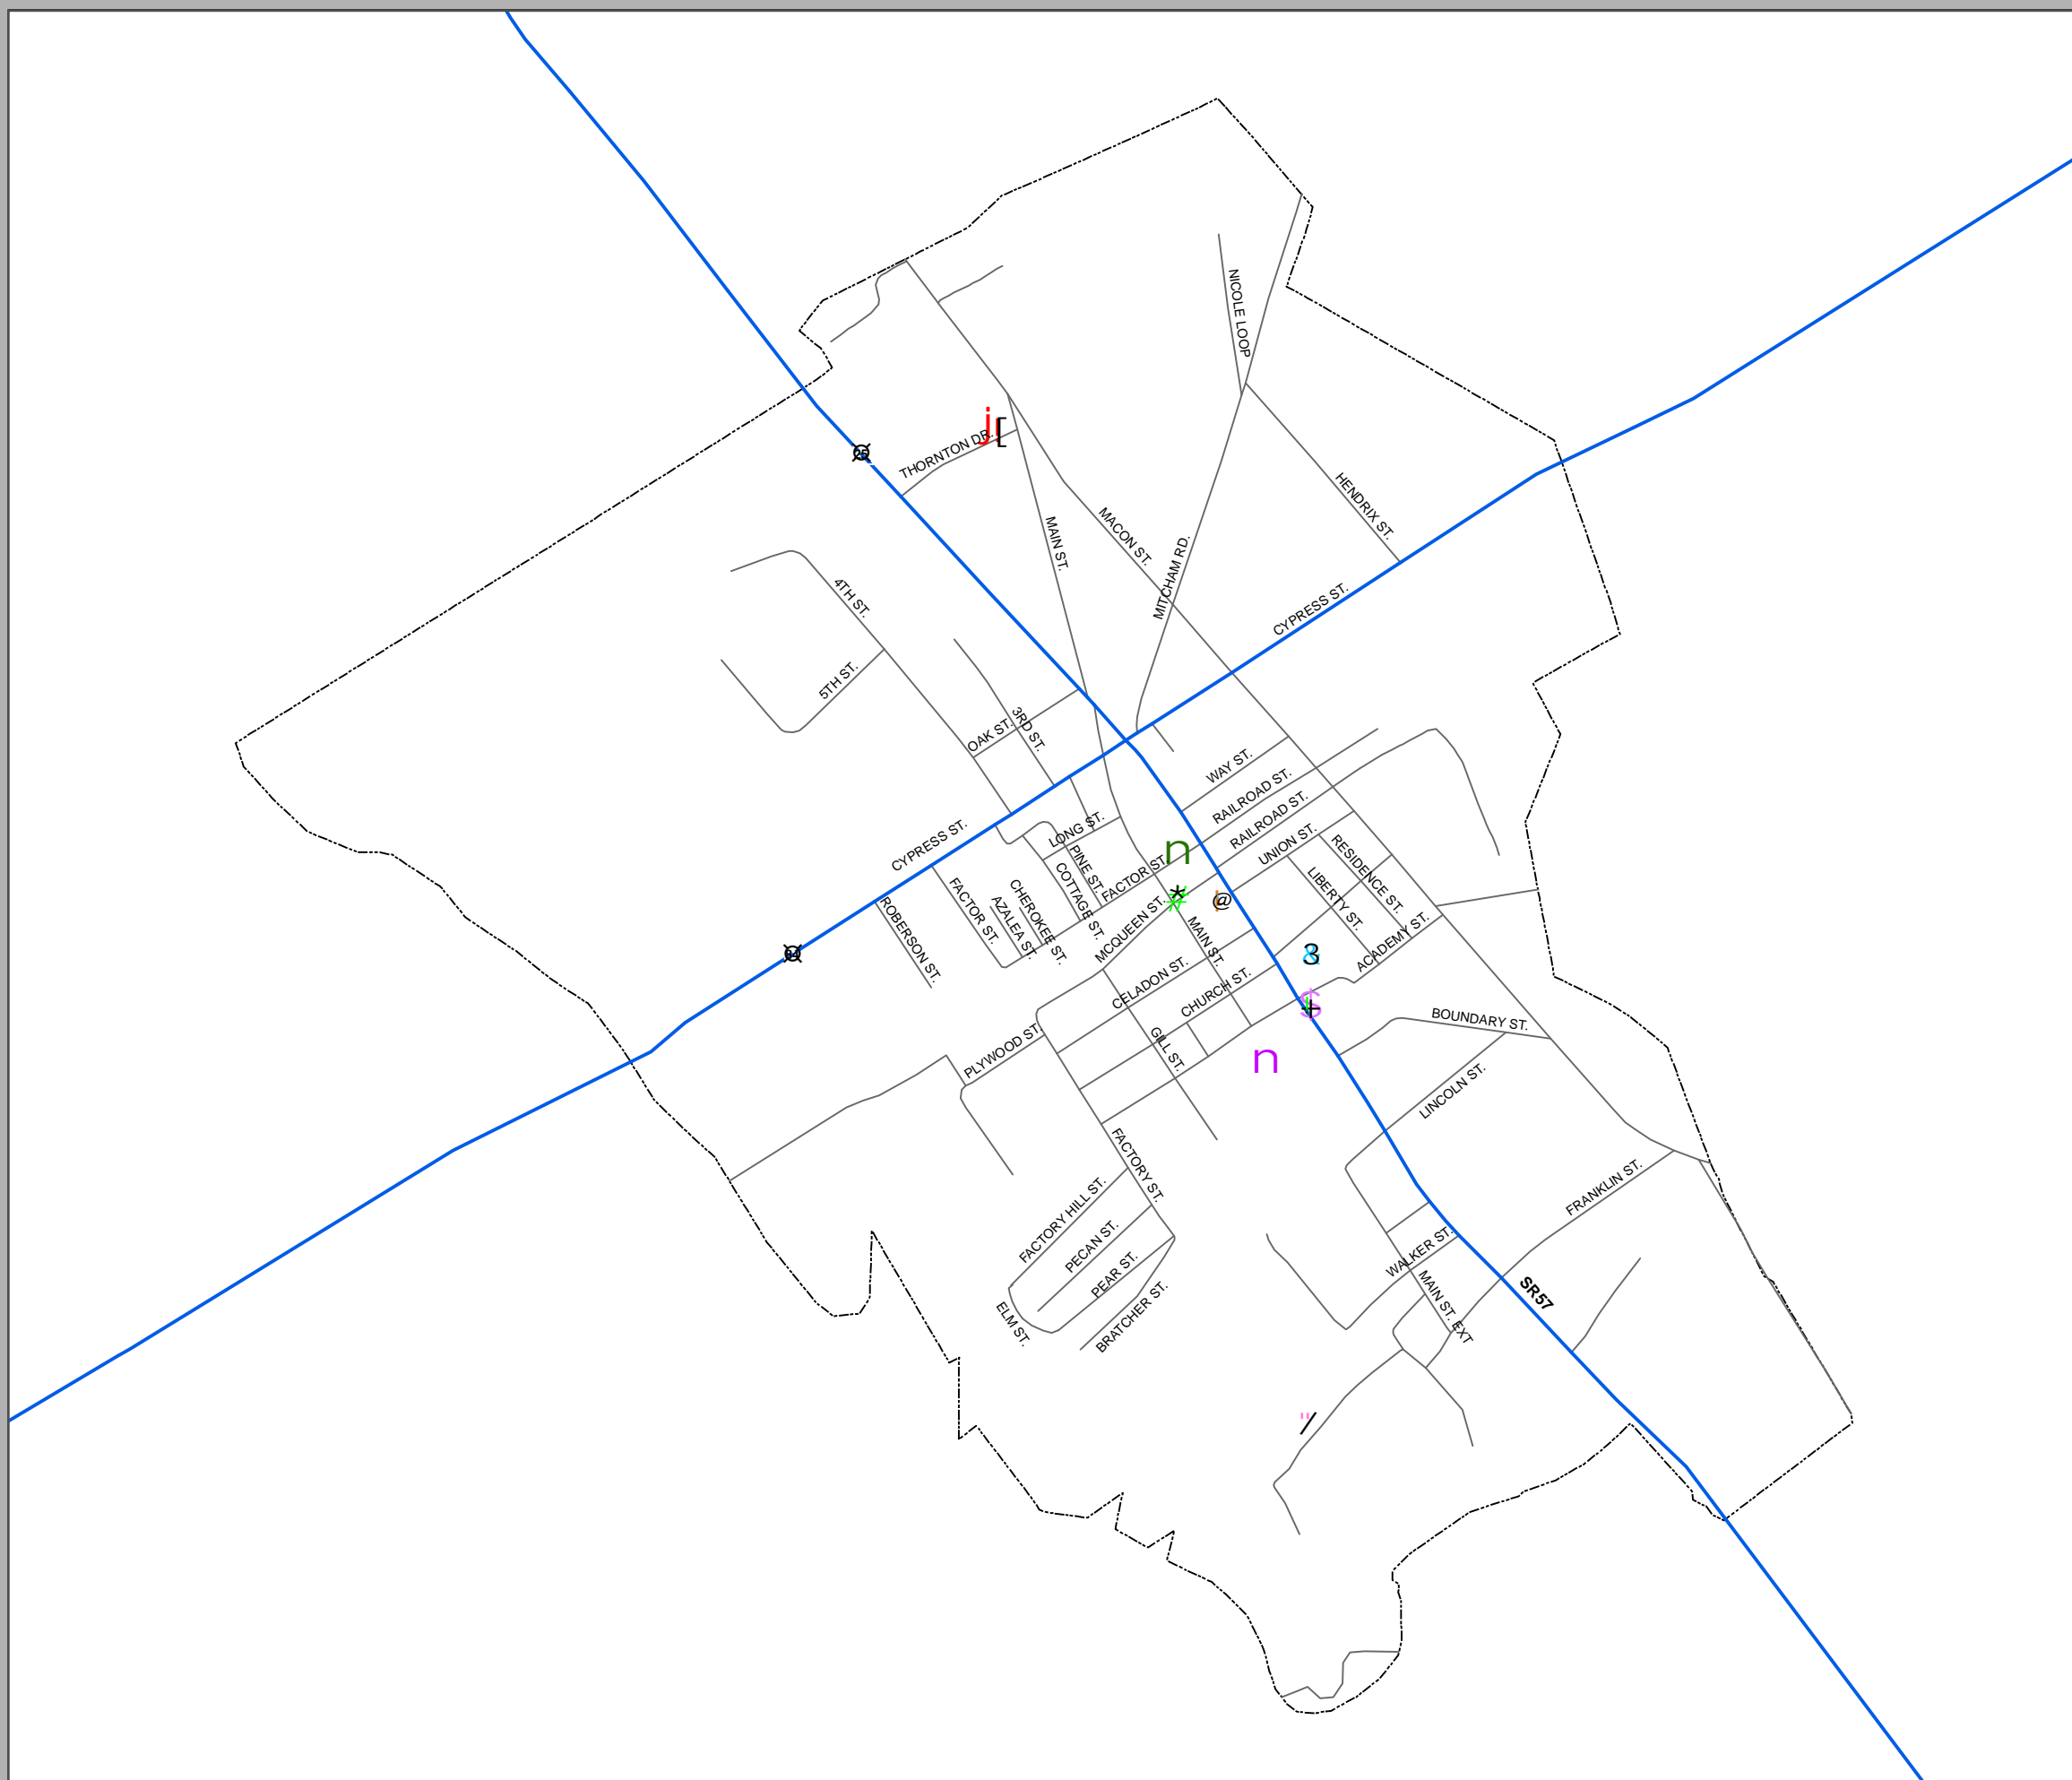 NICOLE LOOP
j[
THORNTON DR.
HENDRIX ST.
MAIN ST.
MACON ST.
MITCHAM RD.
4TH ST.
CYPRESS ST.
5TH ST.
3RD ST.
OAK ST.
WAY ST.
RAILROAD ST.
RAILROAD ST.
LONG ST.
UNION ST.
CYPRESS ST.
n
PINE ST.
FACTOR ST.
RESIDENCE ST.
LIBERTY ST.
COTTAGE ST.
CHEROKEE ST.
FACTOR ST.
AZALEA ST.
ROBERSON ST.
*
#
@
MCQUEEN ST.
MAIN ST.
ACADEMY ST.
3
&
CELADON ST.
CHURCH ST.
$
+
BOUNDARY ST.
PLYWOOD ST.
GILL ST.
n
LINCOLN ST.
FACTORY ST.
FRANKLIN ST.
FACTORY HILL ST.
PECAN ST.
WALKER ST.
PEAR ST.
SR57
MAIN ST. EXT
ELM ST.
BRATCHER ST.
"/